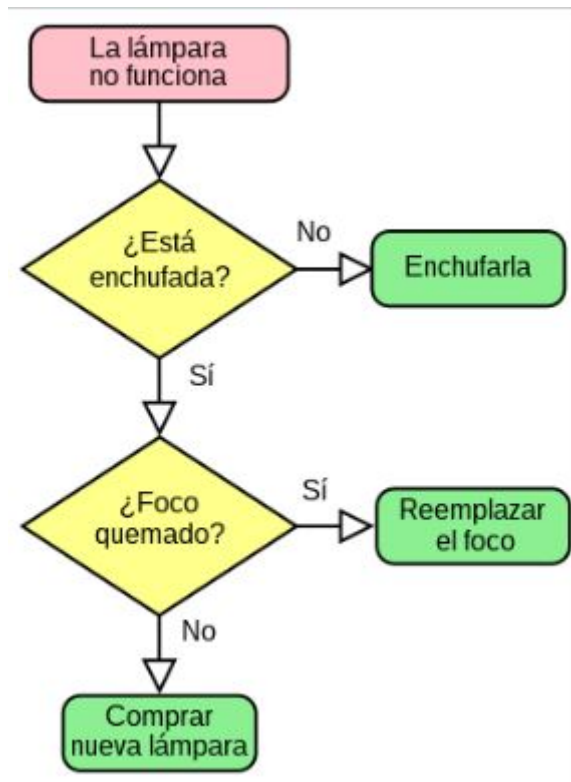 La lámpara
no funciona
¿Está
enchufada?
No
Enchufarla
Sí
¿Foco
quemado?
Sí
Reemplazar
el foco
No
Comprar
nueva lámpara